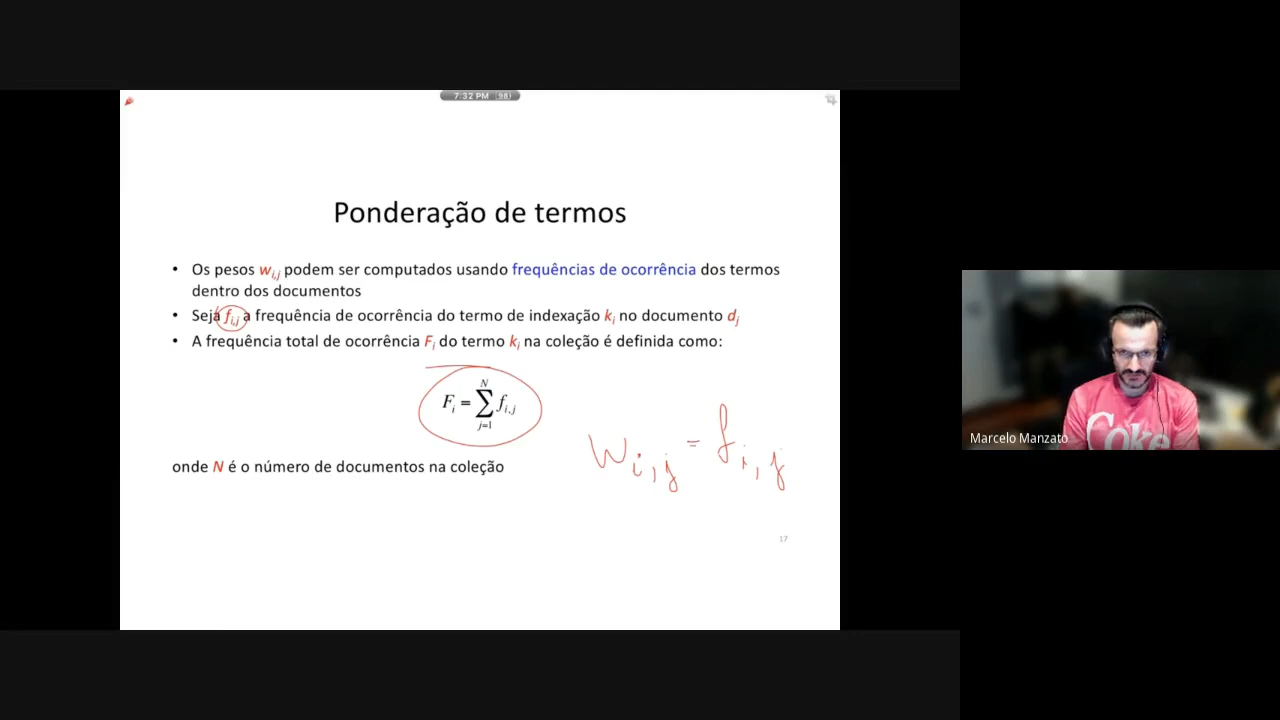 7:32 PM 98
Ponderação de termos
• Os pesos wi,j podem ser computados usando frequências de ocorrência dos termos
dentro dos documentos
• Seja fi,j a frequência de ocorrência do termo de indexação ki no documento dj
• A frequência total de ocorrência Fi do termo ki na coleção é definida como:
Fi = ∑ j=1 N fi,j
wi,j = fi,j
onde N é o número de documentos na coleção
17
Coke
Marcelo Manzato